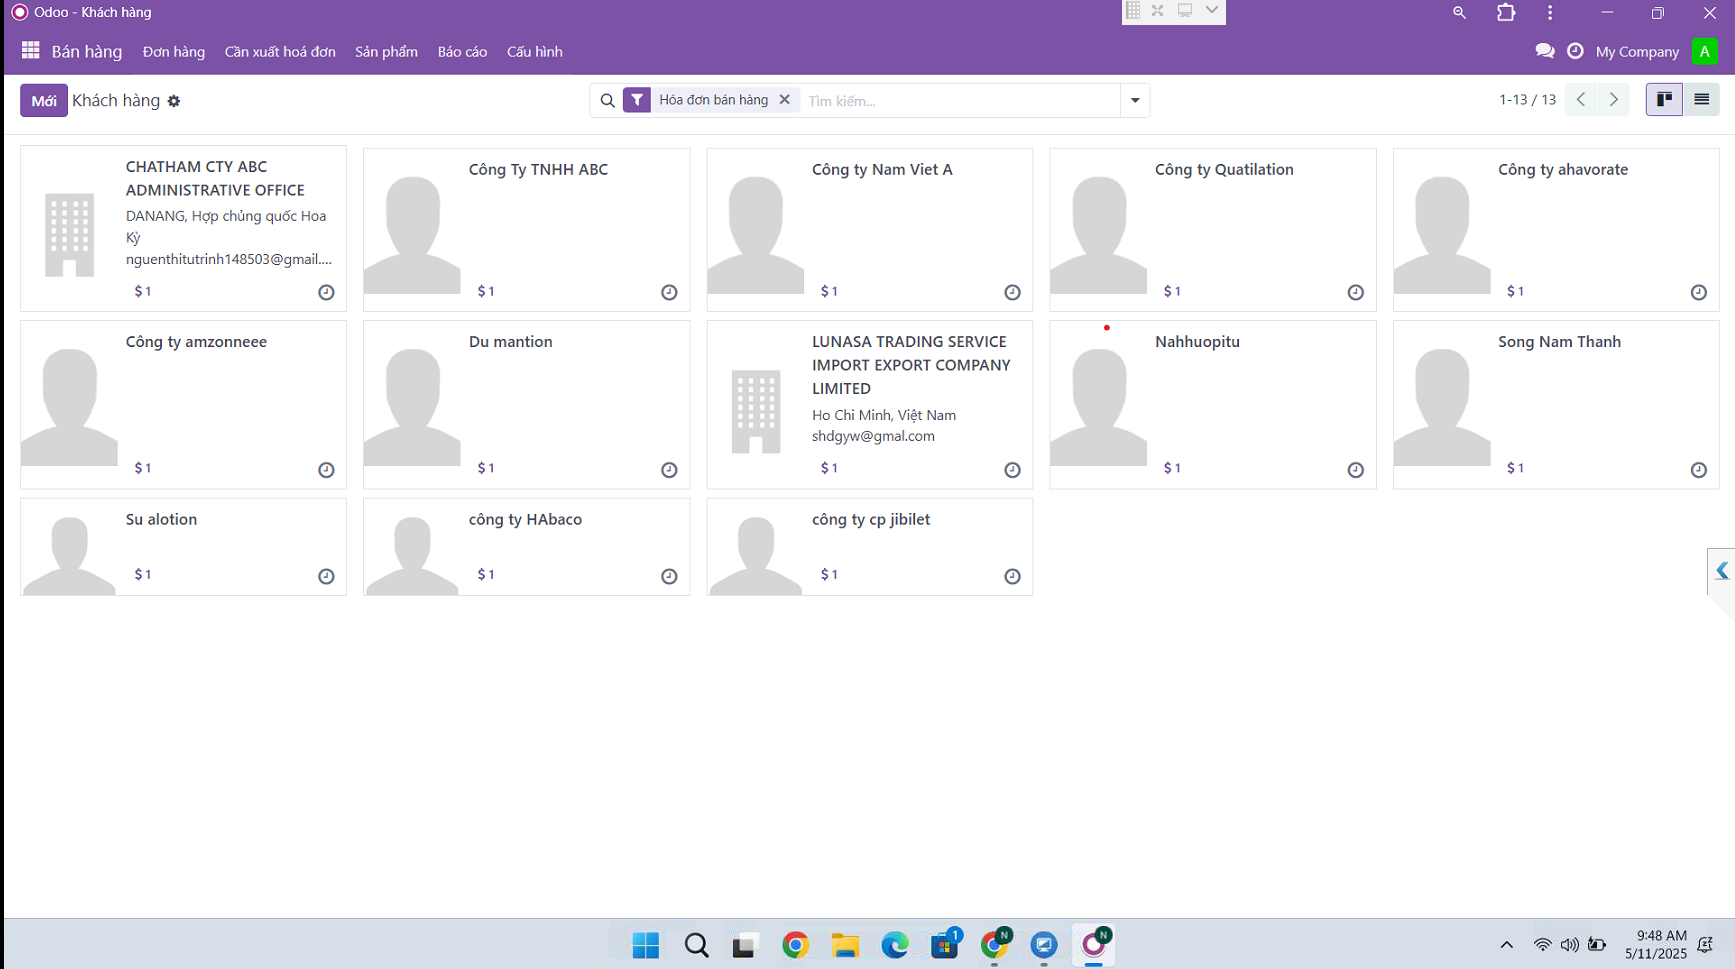 Odoo - Khách hàng
Bán hàng Đơn hàng Cần xuất hoá đơn Sản phẩm Báo cáo Cấu hình
My Company A
Mới Khách hàng
Hóa đơn bán hàng Tìm kiếm...
1-13 / 13
CHATHAM CTY ABC
ADMINISTRATIVE OFFICE
DANANG, Hợp chủng quốc Hoa
Kỳ
nguenthitutrinh148503@gmail....
$ 1
Công Ty TNHH ABC
$ 1
Công ty Nam Viet A
$ 1
Công ty Quatilation
$ 1
Công ty ahavorate
$ 1
Công ty amzonneee
$ 1
Du mantion
$ 1
LUNASA TRADING SERVICE
IMPORT EXPORT COMPANY
LIMITED
Ho Chi Minh, Việt Nam
shdgyw@gmal.com
$ 1
Nahhuopitu
$ 1
Song Nam Thanh
$ 1
Su alotion
$ 1
công ty HAbaco
$ 1
công ty cp jibilet
$ 1
1
N
N
9:48 AM
5/11/2025